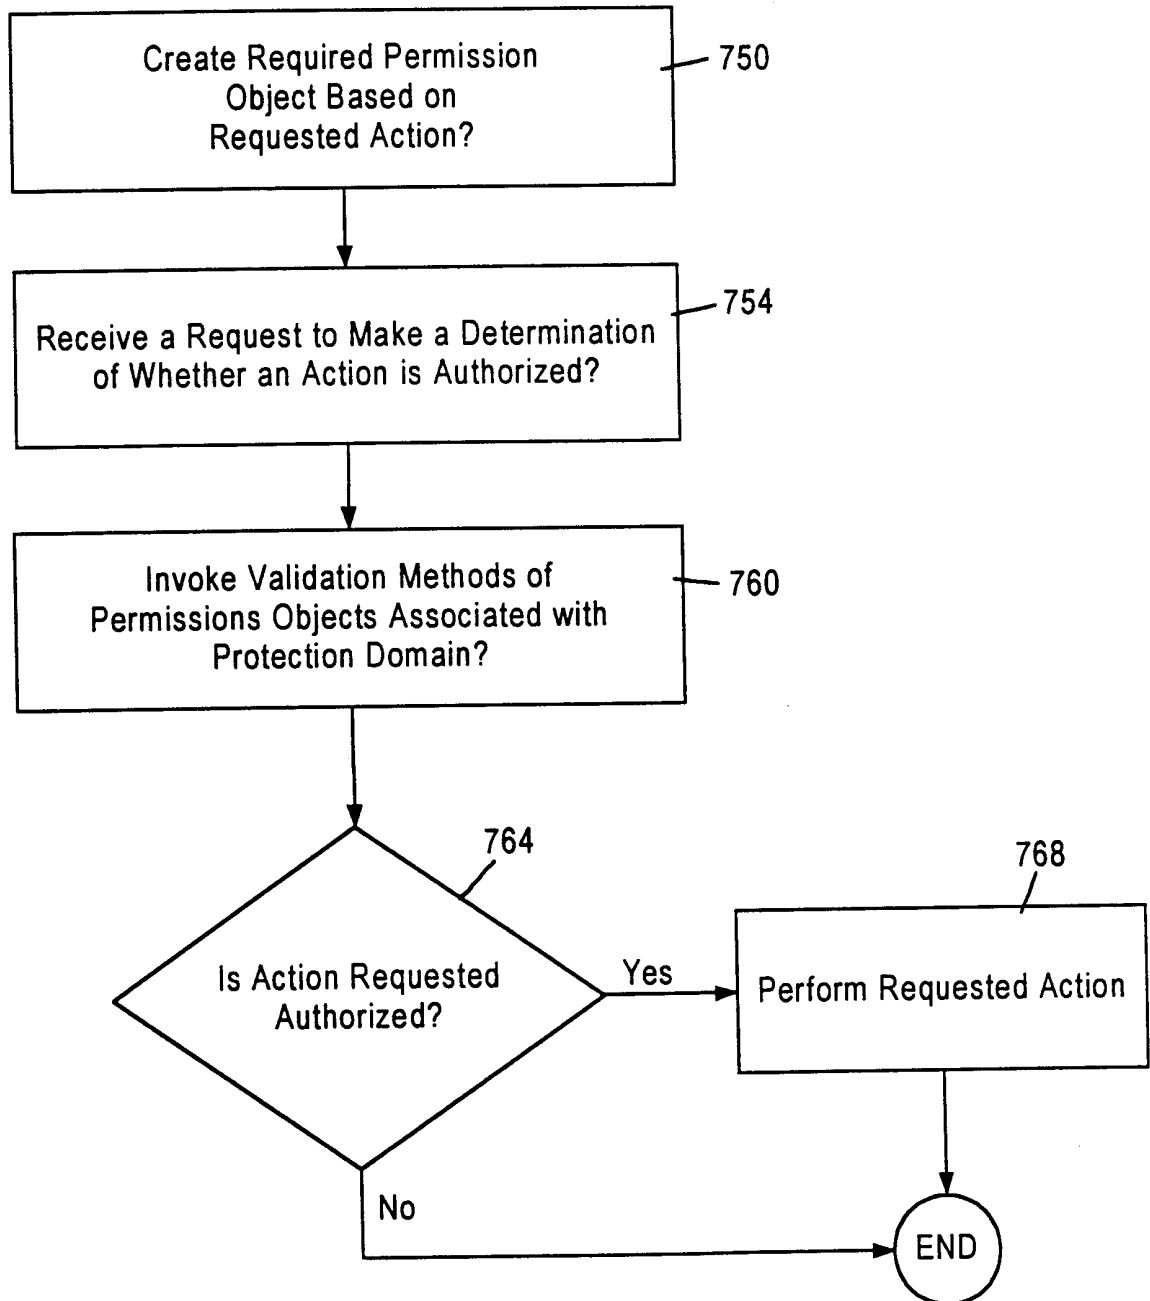 Create Required Permission
Object Based on
Requested Action?
750
Receive a Request to Make a Determination
of Whether an Action is Authorized?
754
Invoke Validation Methods of
Permissions Objects Associated with
Protection Domain?
760
764
Is Action Requested
Authorized?
Yes
768
Perform Requested Action
No
END